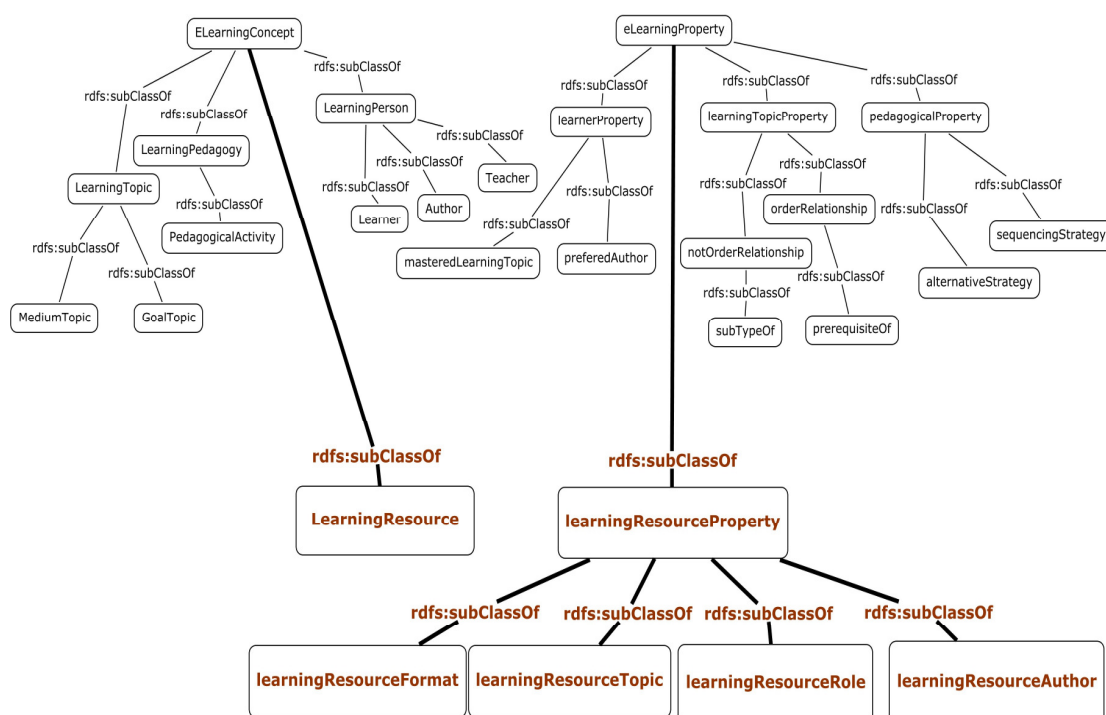 ELearningConcept
eLearningProperty
rdfs:subClassOf
rdfs:subClassOf
rdfs:subClassOf
rdfs:subClassOf
rdfs:subClassOf
rdfs:subClassOf
LearningPerson
learnerProperty
learningTopicProperty
pedagogicalProperty
LearningPedagogy
rdfs:subClassOf
Teacher
rdfs:subClassOf
rdfs:subClassOf
rdfs:subClassOf
rdfs:subClassOf
LearningTopic
rdfs:subClassOf
rdfs:subClassOf
rdfs:subClassOf
Learner
Author
orderRelationship
rdfs:subClassOf
PedagogicalActivity
rdfs:subClassOf
sequencingStrategy
rdfs:subClassOf
rdfs:subClassOf
masteredLearningTopic
preferedAuthor
notOrderRelationship
rdfs:subClassOf
alternativeStrategy
rdfs:subClassOf
rdfs:subClassOf
MediumTopic
GoalTopic
subTypeOf
prerequisiteOf
rdfs:subClassOf
rdfs:subClassOf
LearningResource
learningResourceProperty
rdfs:subClassOf
rdfs:subClassOf
rdfs:subClassOf
rdfs:subClassOf
learningResourceFormat
learningResourceTopic
learningResourceRole
learningResourceAuthor